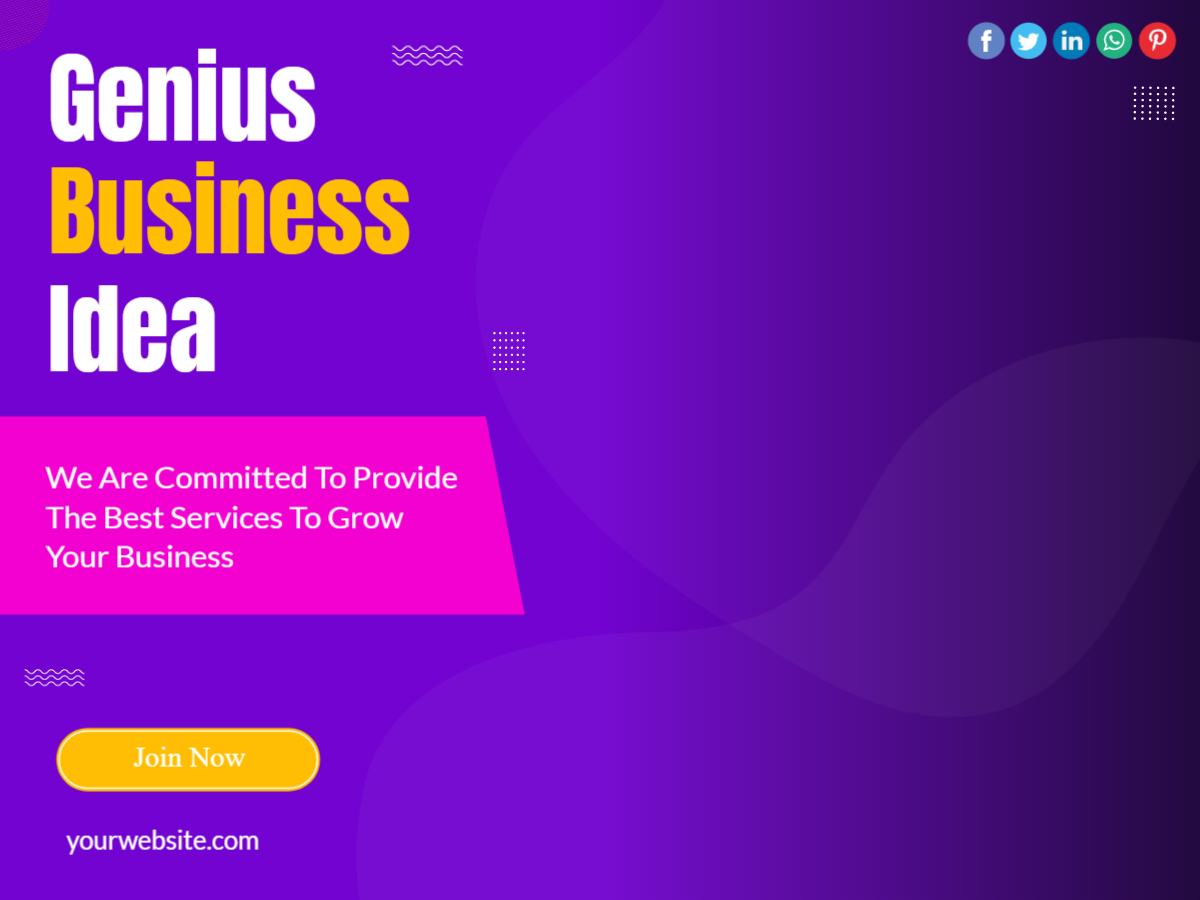 Genius
Business
Idea
We Are Committed To Provide
The Best Services To Grow
Your Business
Join Now
yourwebsite.com